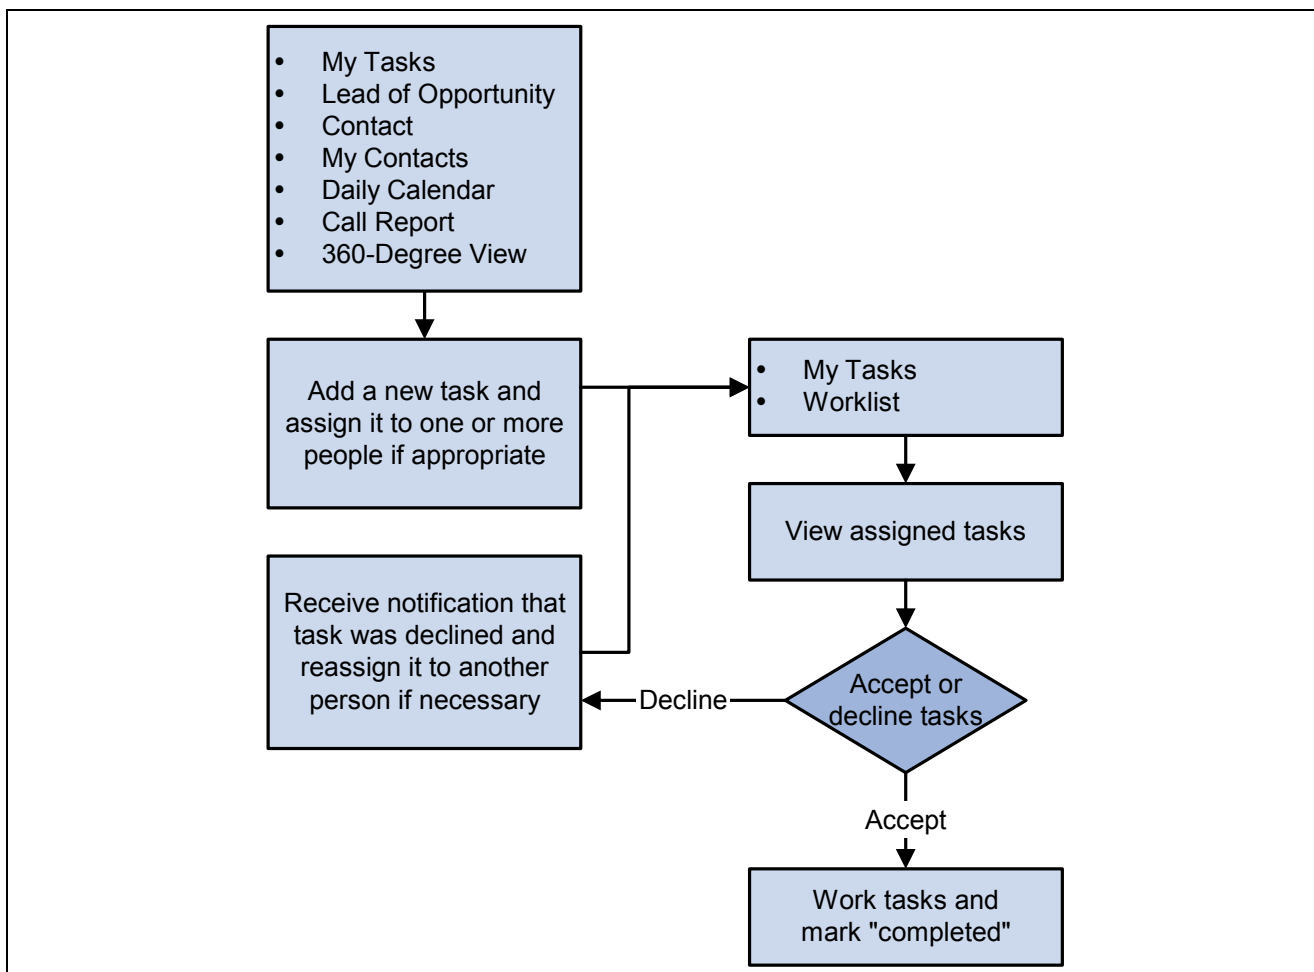 • My Tasks
• Lead of Opportunity
• Contact
• My Contacts
• Daily Calendar
• Call Report
• 360-Degree View
Add a new task and
assign it to one or more
people if appropriate
• My Tasks
• Worklist
View assigned tasks
Receive notification that
task was declined and
reassign it to another
person if necessary
Decline
Accept or
decline tasks
Accept
Work tasks and
mark "completed"